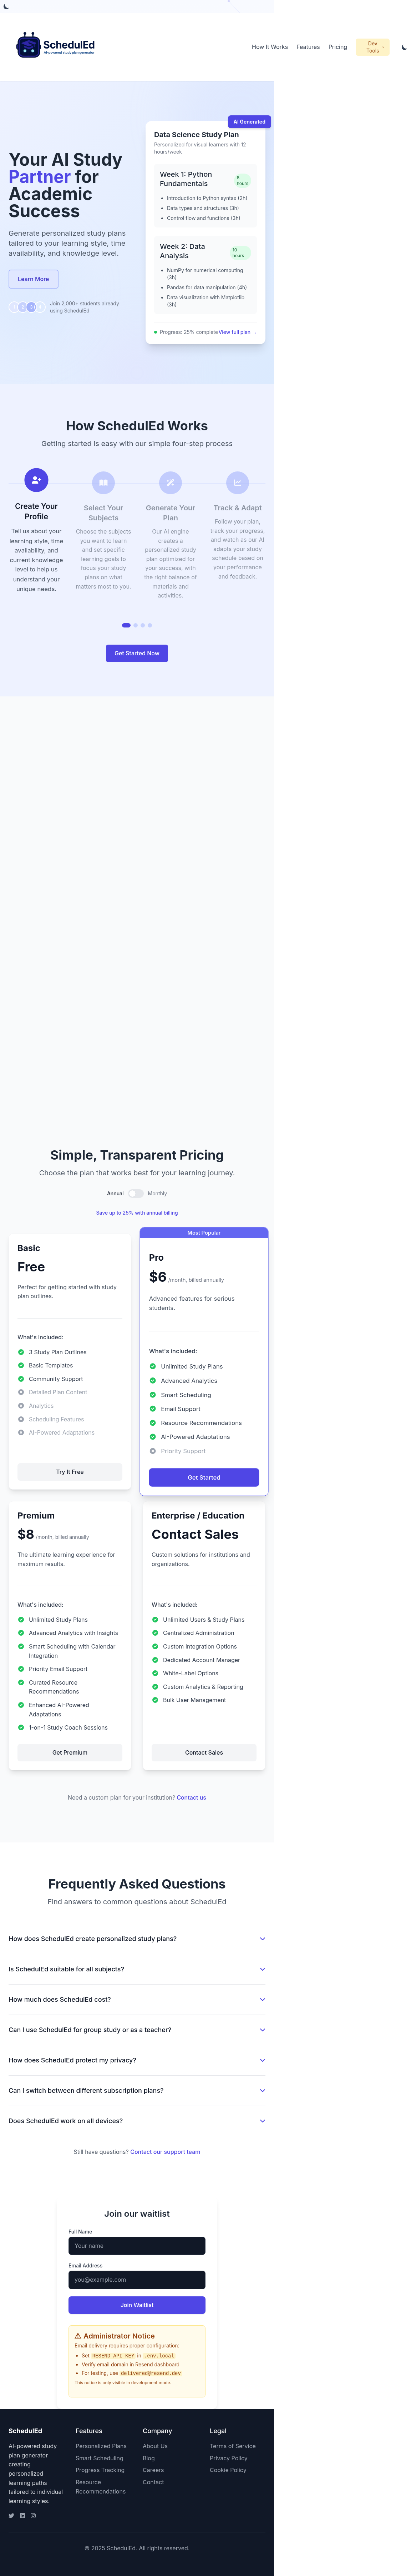 SchedulEd
AI-powered study plan generator
How It Works
Features
Pricing
Dev
Tools
Your AI Study
Partner for
Academic
Success
Generate personalized study plans
tailored to your learning style, time
availability, and knowledge level.
Learn More
Join 2,000+ students already
using SchedulEd
AI Generated
Data Science Study Plan
Personalized for visual learners with 12
hours/week
Week 1: Python
Fundamentals
8
hours
Introduction to Python syntax (2h)
Data types and structures (3h)
Control flow and functions (3h)
Week 2: Data
Analysis
10
hours
NumPy for numerical computing
(3h)
Pandas for data manipulation (4h)
Data visualization with Matplotlib
(3h)
Progress: 25% complete
View full plan →
How SchedulEd Works
Getting started is easy with our simple four-step process
Create Your
Profile
Tell us about your
learning style, time
availability, and
current knowledge
level to help us
understand your
unique needs.
Select Your
Subjects
Choose the subjects
you want to learn
and set specific
learning goals to
focus your study
plans on what
matters most to you.
Generate Your
Plan
Our AI engine
creates a
personalized study
plan optimized for
your success, with
the right balance of
materials and
activities.
Track & Adapt
Follow your plan,
track your progress,
and watch as our AI
adapts your study
schedule based on
your performance
and feedback.
Get Started Now
Simple, Transparent Pricing
Choose the plan that works best for your learning journey.
Annual
Monthly
Save up to 25% with annual billing
Basic
Free
Perfect for getting started with study
plan outlines.
What's included:
3 Study Plan Outlines
Basic Templates
Community Support
Detailed Plan Content
Analytics
Scheduling Features
AI-Powered Adaptations
Try It Free
Most Popular
Pro
$6 /month, billed annually
Advanced features for serious
students.
What's included:
Unlimited Study Plans
Advanced Analytics
Smart Scheduling
Email Support
Resource Recommendations
AI-Powered Adaptations
Priority Support
Get Started
Premium
$8 /month, billed annually
The ultimate learning experience for
maximum results.
What's included:
Unlimited Study Plans
Advanced Analytics with Insights
Smart Scheduling with Calendar
Integration
Priority Email Support
Curated Resource
Recommendations
Enhanced AI-Powered
Adaptations
1-on-1 Study Coach Sessions
Get Premium
Enterprise / Education
Contact Sales
Custom solutions for institutions and
organizations.
What's included:
Unlimited Users & Study Plans
Centralized Administration
Custom Integration Options
Dedicated Account Manager
White-Label Options
Custom Analytics & Reporting
Bulk User Management
Contact Sales
Need a custom plan for your institution? Contact us
Frequently Asked Questions
Find answers to common questions about SchedulEd
How does SchedulEd create personalized study plans?
Is SchedulEd suitable for all subjects?
How much does SchedulEd cost?
Can I use SchedulEd for group study or as a teacher?
How does SchedulEd protect my privacy?
Can I switch between different subscription plans?
Does SchedulEd work on all devices?
Still have questions? Contact our support team
Join our waitlist
Full Name
Your name
Email Address
you@example.com
Join Waitlist
⚠ Administrator Notice
Email delivery requires proper configuration:
Set RESEND_API_KEY in .env.local
Verify email domain in Resend dashboard
For testing, use delivered@resend.dev
This notice is only visible in development mode.
SchedulEd
AI-powered study
plan generator
creating
personalized
learning paths
tailored to individual
learning styles.
Features
Personalized Plans
Smart Scheduling
Progress Tracking
Resource
Recommendations
Company
About Us
Blog
Careers
Contact
Legal
Terms of Service
Privacy Policy
Cookie Policy
© 2025 SchedulEd. All rights reserved.